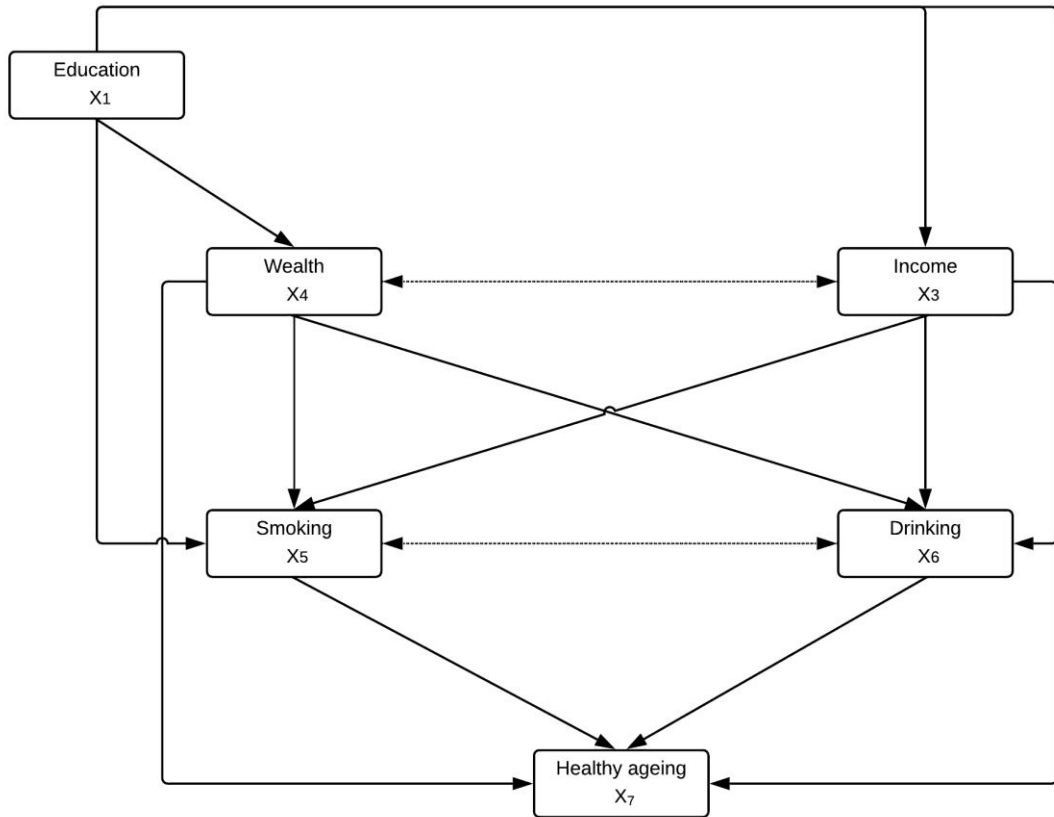 Education
X1
Wealth
X4
Income
X3
Smoking
X5
Drinking
X6
Healthy ageing
X7